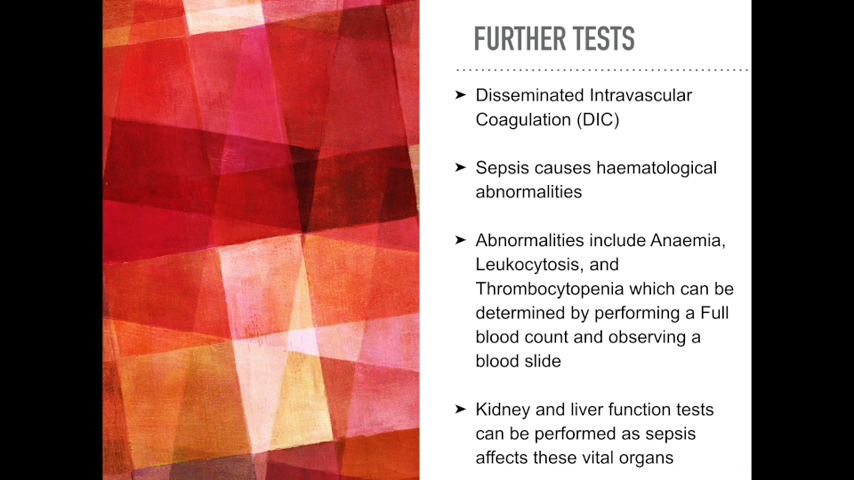 FURTHER TESTS
➤ Disseminated Intravascular
Coagulation (DIC)
➤ Sepsis causes haematological
abnormalities
➤ Abnormalities include Anaemia,
Leukocytosis, and
Thrombocytopenia which can be
determined by performing a Full
blood count and observing a
blood slide
➤ Kidney and liver function tests
can be performed as sepsis
affects these vital organs